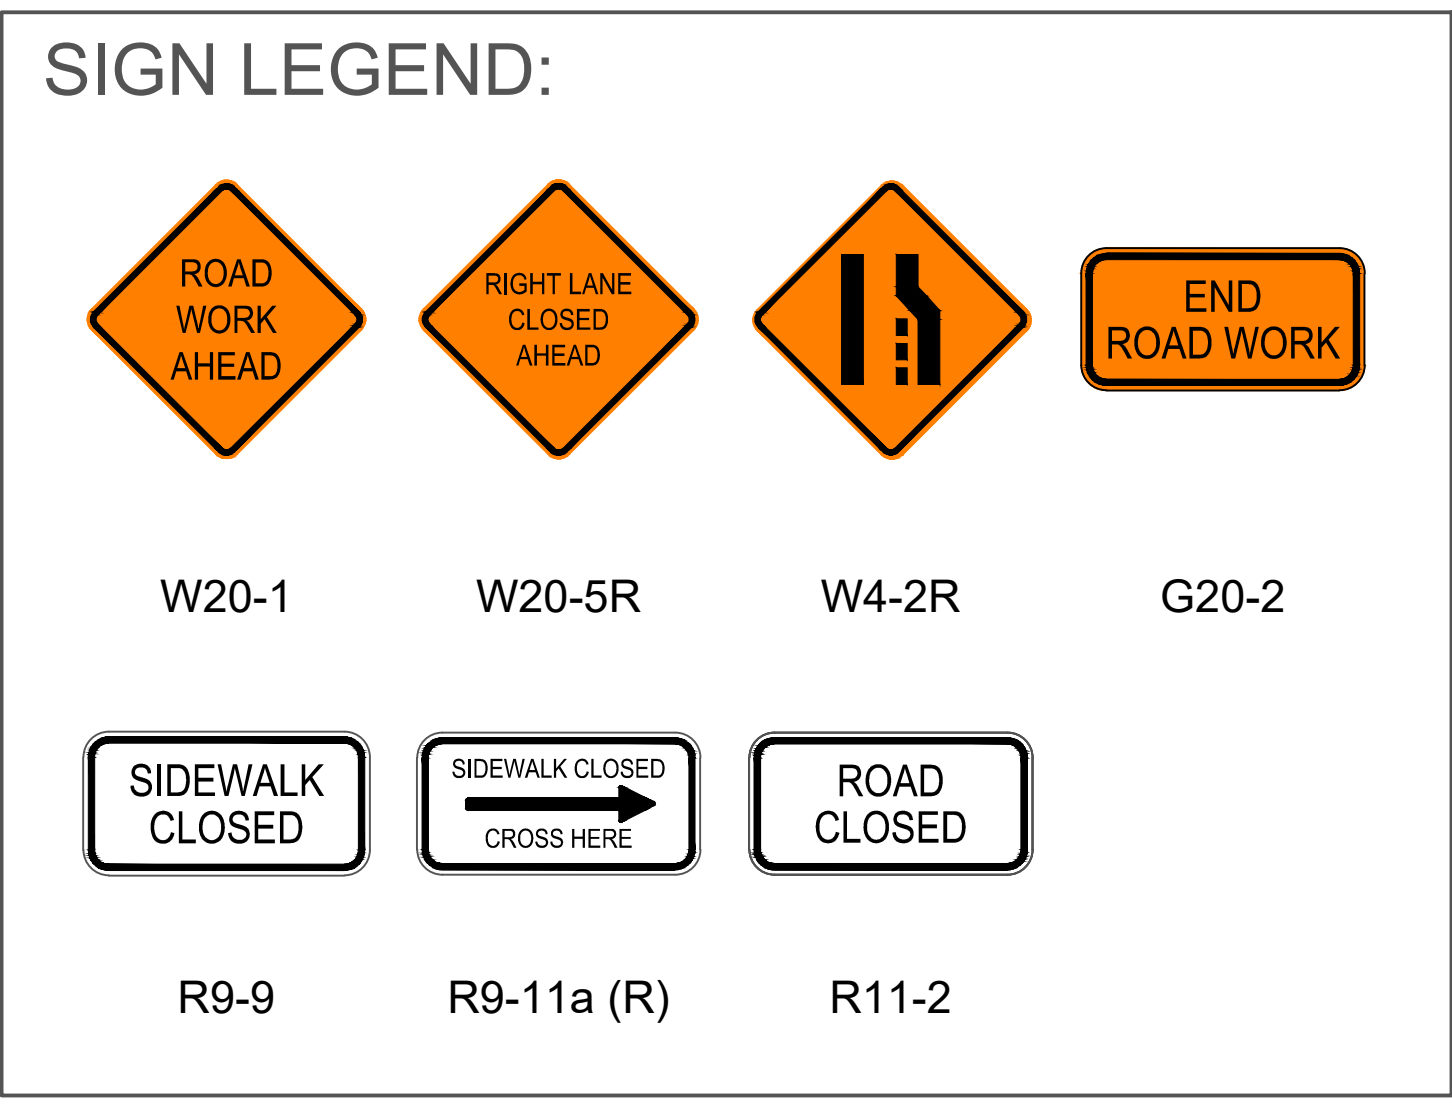 SIGN LEGEND:
ROAD
WORK
AHEAD
RIGHT LANE
CLOSED
AHEAD
END
ROAD WORK
W20-1
W20-5R
W4-2R
G20-2
SIDEWALK
CLOSED
SIDEWALK CLOSED
CROSS HERE
ROAD
CLOSED
R9-9
R9-11a (R)
R11-2